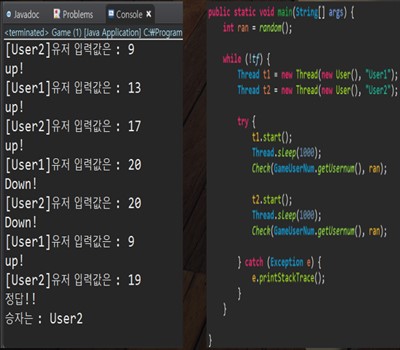 Javadoc Problems Console
<terminated> Game (1) [Java Application] C:₩Program
[User2]유저 입력값은 : 9
up!
[User1]유저 입력값은 : 13
up!
[User2]유저 입력값은 : 17
up!
[User1]유저 입력값은 : 20
Down!
[User2]유저 입력값은 : 20
Down!
[User1]유저 입력값은 : 9
up!
[User2]유저 입력값은 : 19
정답!!
승자는 : User2
public static void main(String[] args) {
int ran = random();
while (!tf) {
Thread t1 = new Thread(new User(), "User1");
Thread t2 = new Thread(new User(), "User2");
try {
t1.start();
Thread.sleep(1000);
Check(GameUserNum.getUsernum(), ran);
t2.start();
Thread.sleep(1000);
Check(GameUserNum.getUsernum(), ran);
} catch (Exception e) {
e.printStackTrace();
}
}
}